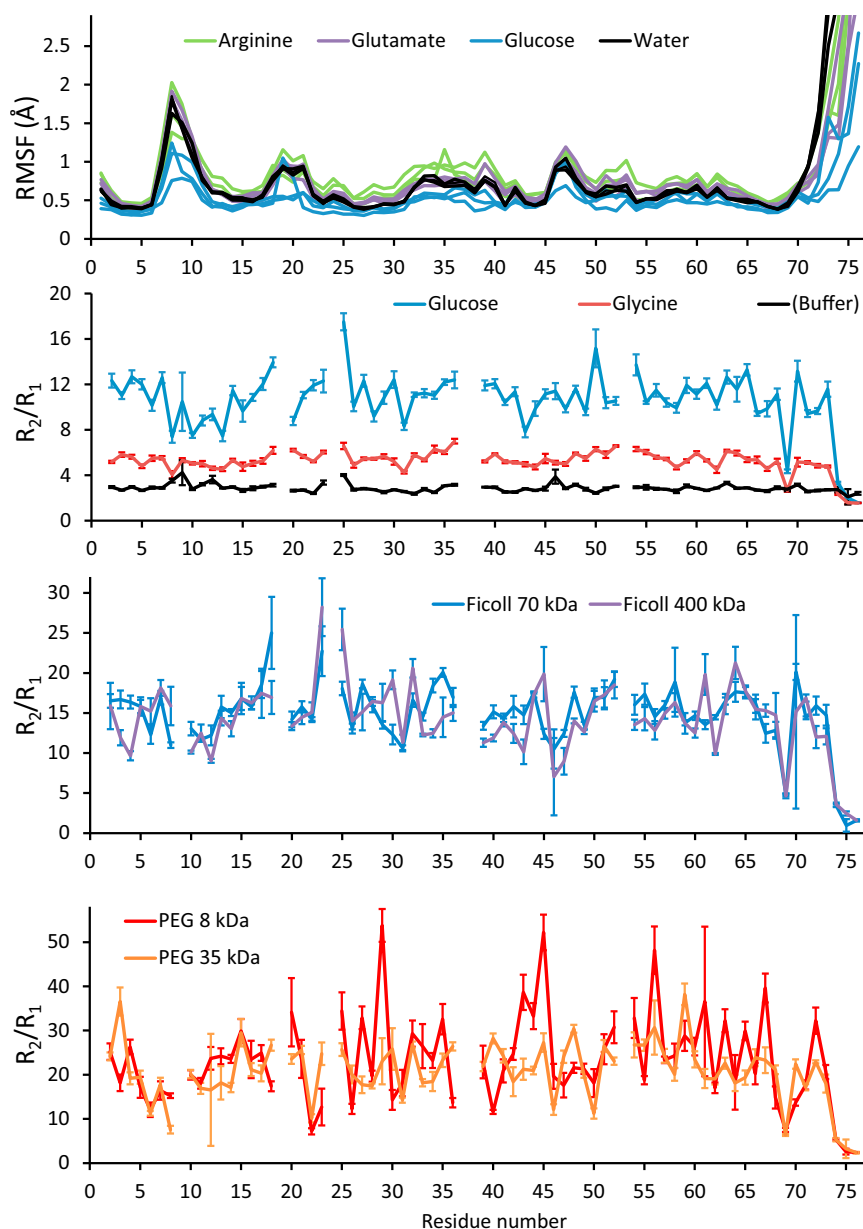 Arginine Glutamate Glucose Water
RMSF (Å)
2.5
2
1.5
1
0.5
0
0 5 10 15 20 25 30 35 40 45 50 55 60 65 70 75
Glucose Glycine (Buffer)
R2/R1
20
16
12
8
4
0
0 5 10 15 20 25 30 35 40 45 50 55 60 65 70 75
Ficoll 70 kDa Ficoll 400 kDa
R2/R1
30
25
20
15
10
5
0
0 5 10 15 20 25 30 35 40 45 50 55 60 65 70 75
PEG 8 kDa
PEG 35 kDa
R2/R1
50
40
30
20
10
0
0 5 10 15 20 25 30 35 40 45 50 55 60 65 70 75
Residue number